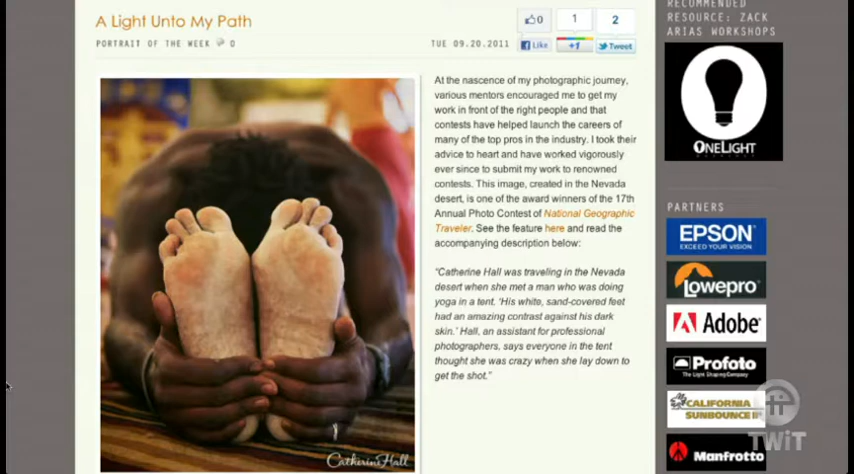 A Light Unto My Path
PORTRAIT OF THE WEEK 0
TUE 09.20.2011
0
Like
1
+1
2
Tweet
At the nascence of my photographic journey,
various mentors encouraged me to get my
work in front of the right people and that
contests have helped launch the careers of
many of the top pros in the industry. I took their
advice to heart and have worked vigorously
ever since to submit my work to renowned
contests. This image, created in the Nevada
desert, is one of the award winners of the 17th
Annual Photo Contest of National Geographic
Traveler. See the feature here and read the
accompanying description below:
"Catherine Hall was traveling in the Nevada
desert when she met a man who was doing
yoga in a tent. 'His white, sand-covered feet
had an amazing contrast against his dark
skin.' Hall, an assistant for professional
photographers, says everyone in the tent
thought she was crazy when she lay down to
get the shot."
CatherineHall
RECOMMENDED
RESOURCE: ZACK
ARIAS WORKSHOPS
ONELIGHT
PARTNERS
EPSON
EXCEED YOUR VISION
Lowepro
Adobe
Profoto
The Light Shaping Company
CALIFORNIA
SUNBOUNCE
Manfrotto
TWiT